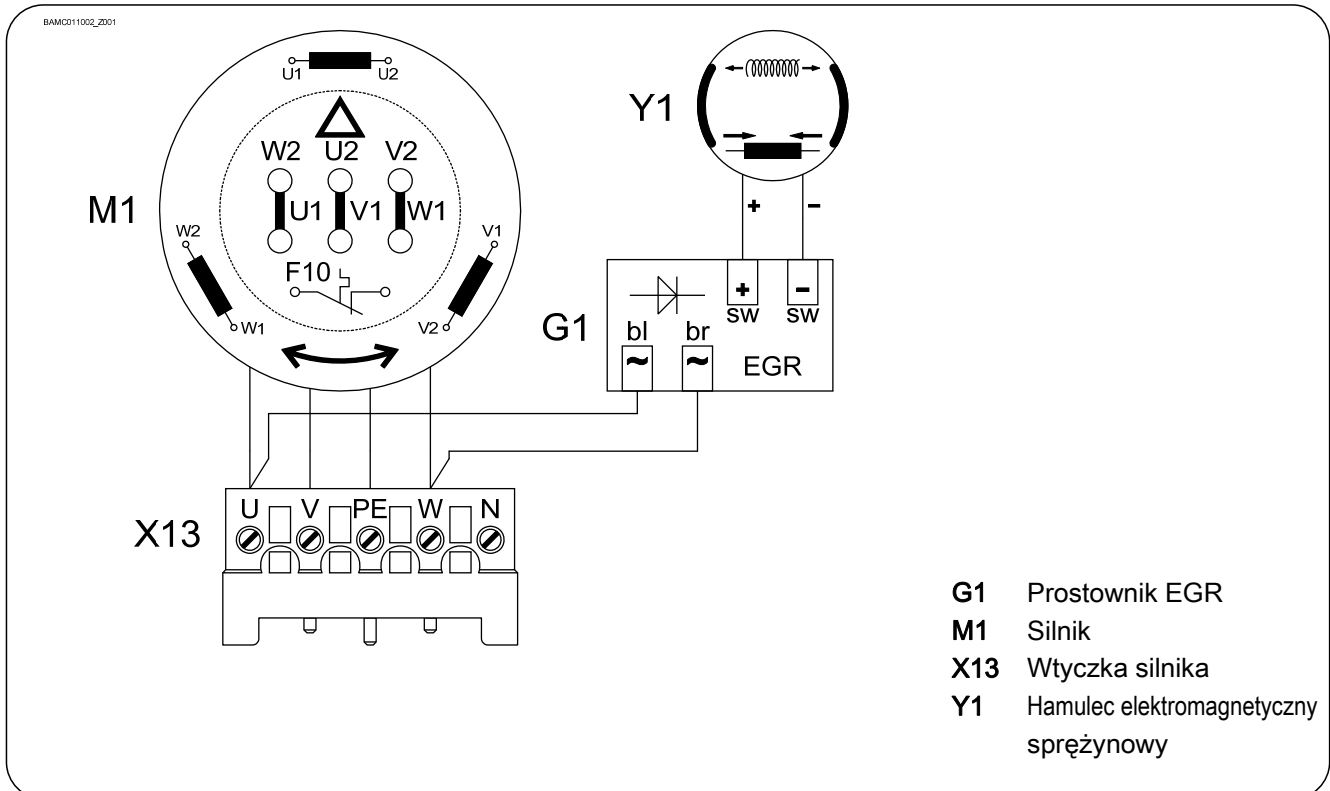 BAMC011002_Z001
U1 U2
Y1
W2 U2 V2
M1
U1 V1 W1
W2 V1
F10
+ -
+ -
sw sw
G1
W1 V2
bl br
~ ~ EGR
U V PE W N
X13
G1 Prostownik EGR
M1 Silnik
X13 Wtyczka silnika
Y1 Hamulec elektromagnetyczny
sprężynowy